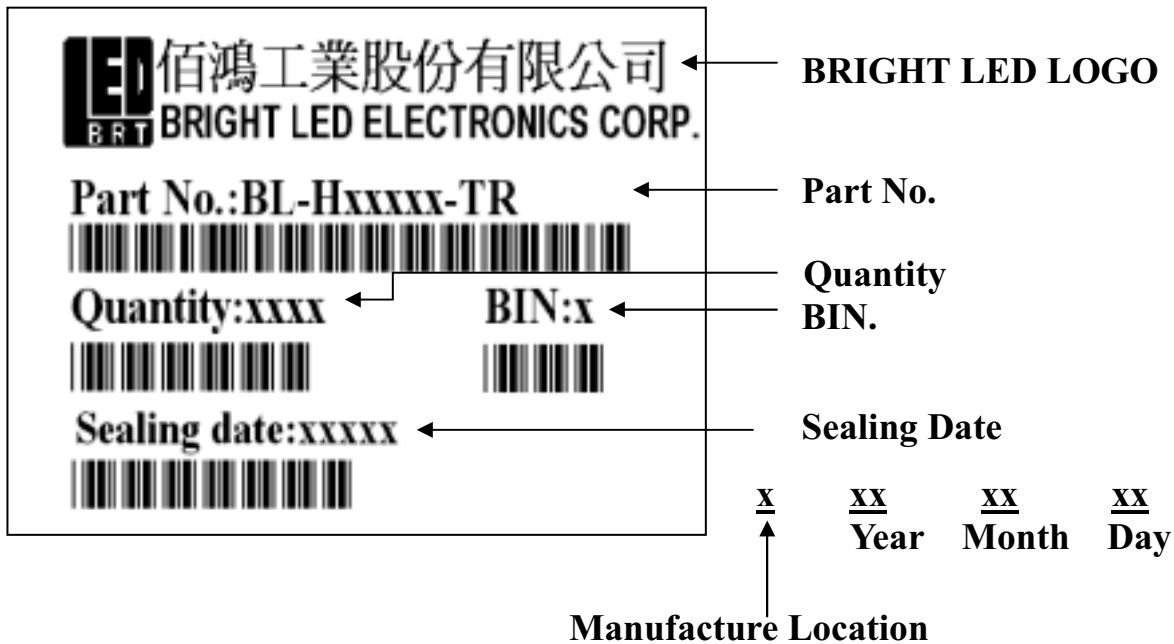 LED 佰鴻工業股份有限公司
BRT BRIGHT LED ELECTRONICS CORP.
BRIGHT LED LOGO
Part No.:BL-Hxxxxx-TR
Part No.
Quantity
Quantity:xxxx
BIN:x
BIN.
Sealing date:xxxxx
Sealing Date
x xx xx xx
Year Month Day
Manufacture Location